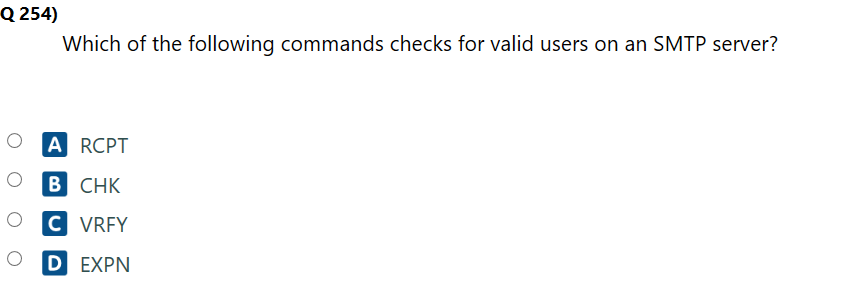 Q 254)
Which of the following commands checks for valid users on an SMTP server?
A RCPT
B CHK
C VRFY
D EXPN